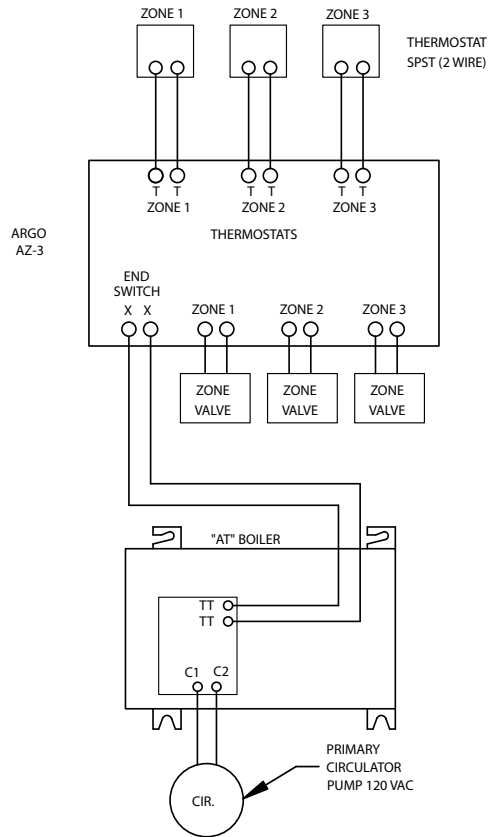 ZONE 1
ZONE 2
ZONE 3
THERMOSTAT
SPST (2 WIRE)
T T
T T
T T
ZONE 1
ZONE 2
ZONE 3
ARGO
AZ-3
THERMOSTATS
END
SWITCH
X X
ZONE 1
ZONE 2
ZONE 3
ZONE
VALVE
ZONE
VALVE
ZONE
VALVE
"AT" BOILER
TT
TT
C1 C2
PRIMARY
CIRCULATOR
PUMP 120 VAC
CIR.